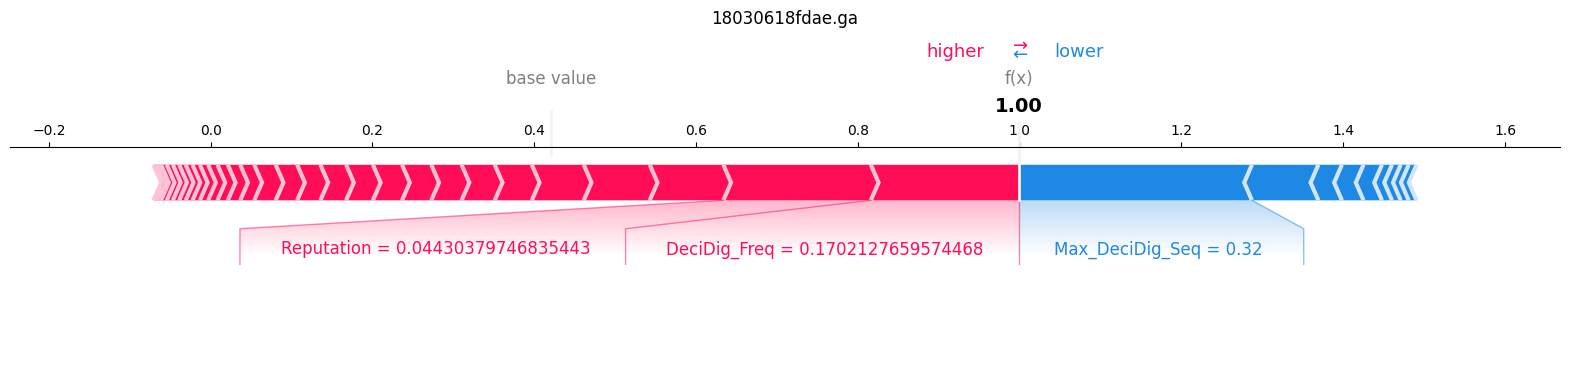 18030618fdae.ga
higher ⇄ lower
base value f(x)
1.00
−0.2 0.0 0.2 0.4 0.6 0.8 1.0 1.2 1.4 1.6
Reputation = 0.04430379746835443 DeciDig_Freq = 0.1702127659574468 Max_DeciDig_Seq = 0.32